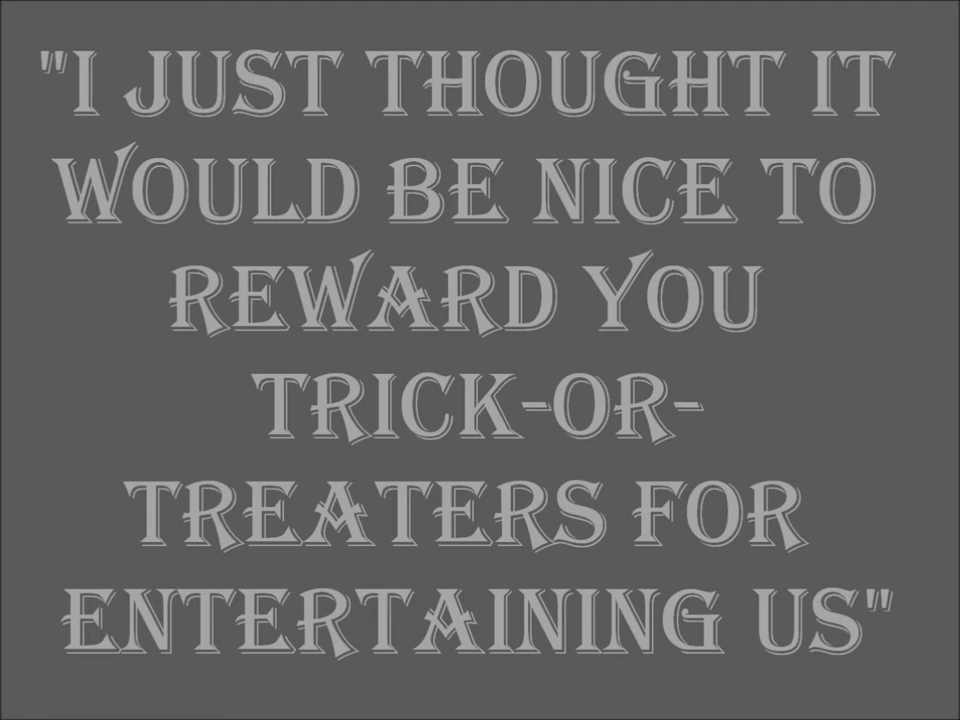 "I JUST THOUGHT IT
WOULD BE NICE TO
REWARD YOU
TRICK-OR-
TREATERS FOR
ENTERTAINING US"